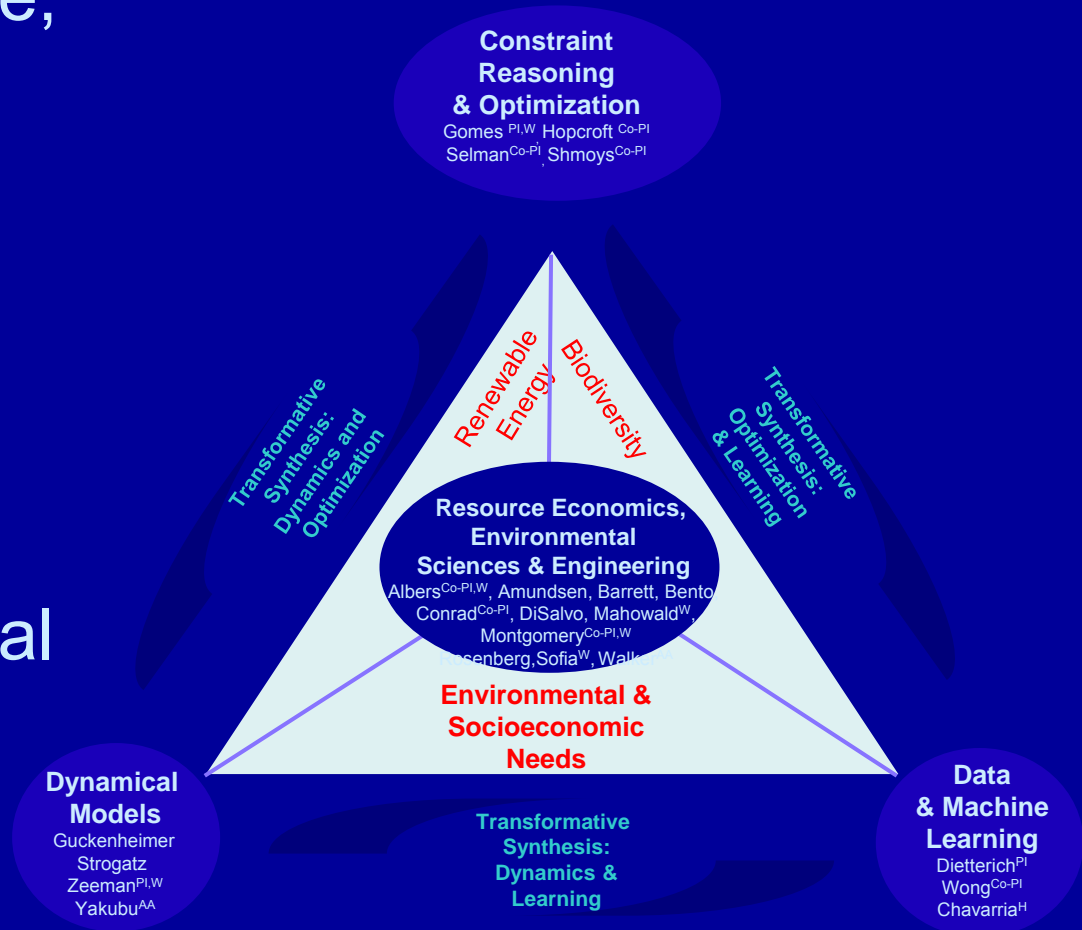 e,
Constraint
Reasoning
& Optimization
Gomes PI,W, Hopcroft Co-PI
Selman Co-PI, Shmoys Co-PI
Transformative
Synthesis:
Dynamics and
Optimization
Renewable
Energy
Biodiversity
Transformative
Synthesis:
Optimization
& Learning
Resource Economics,
Environmental
Sciences & Engineering
Albers Co-PI,W, Amundsen, Barrett, Bento
Conrad Co-PI, DiSalvo, Mahowald W,
Montgomery Co-PI,W
Rosenberg,Sofia W, Walker
al
Environmental &
Socioeconomic
Needs
Dynamical
Models
Guckenheimer
Strogatz
Zeeman PI,W
Yakubu AA
Transformative
Synthesis:
Dynamics &
Learning
Data
& Machine
Learning
Dietterich PI
Wong Co-PI
Chavarria H